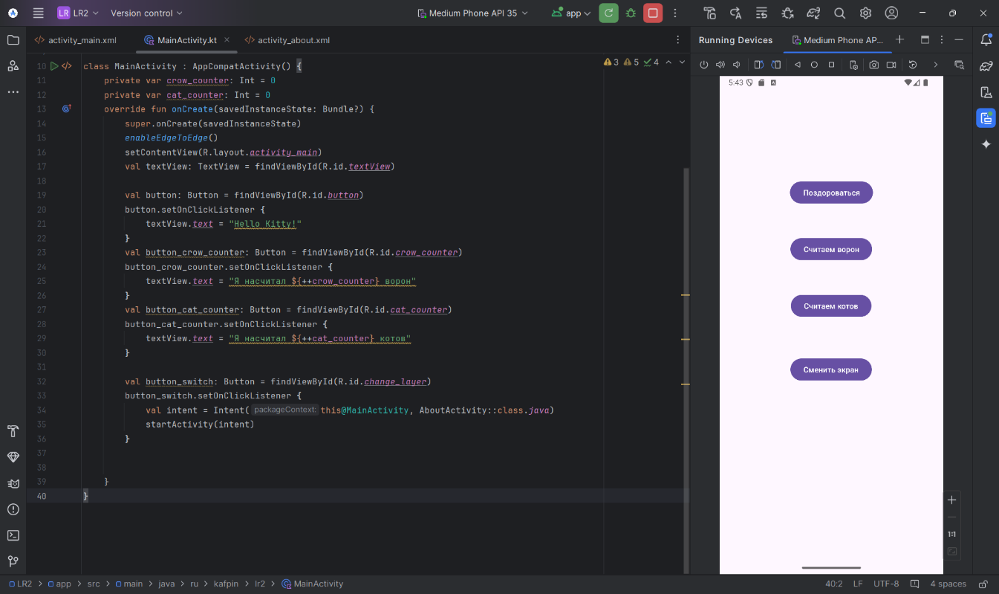 LR LR2 Version control Medium Phone API 35 app
activity_main.xml MainActivity.kt activity_about.xml Running Devices Medium Phone AP...
3 5 4
10 class MainActivity : AppCompatActivity() {
11 private var crow_counter: Int = 0
12 private var cat_counter: Int = 0
13 override fun onCreate(savedInstanceState: Bundle?) {
14 super.onCreate(savedInstanceState)
15 enableEdgeToEdge()
16 setContentView(R.layout.activity_main)
17 val textView: TextView = findViewById(R.id.textView)
18
19 val button: Button = findViewById(R.id.button)
20 button.setOnClickListener {
21 textView.text = "Hello Kitty!"
22 }
23 val button_crow_counter: Button = findViewById(R.id.crow_counter)
24 button_crow_counter.setOnClickListener {
25 textView.text = "Я насчитал ${++crow_counter} ворон"
26 }
27 val button_cat_counter: Button = findViewById(R.id.cat_counter)
28 button_cat_counter.setOnClickListener {
29 textView.text = "Я насчитал ${++cat_counter} котов"
30 }
31
32 val button_switch: Button = findViewById(R.id.change_layer)
33 button_switch.setOnClickListener {
34 val intent = Intent( packageContext: this@MainActivity, AboutActivity::class.java)
35 startActivity(intent)
36 }
37
38
39 }
40 }
5:43
Поздороваться
Считаем ворон
Считаем котов
Сменить экран
1:1
LR2 > app > src > main > java > ru > kafpin > lr2 > MainActivity 40:2 LF UTF-8 4 spaces